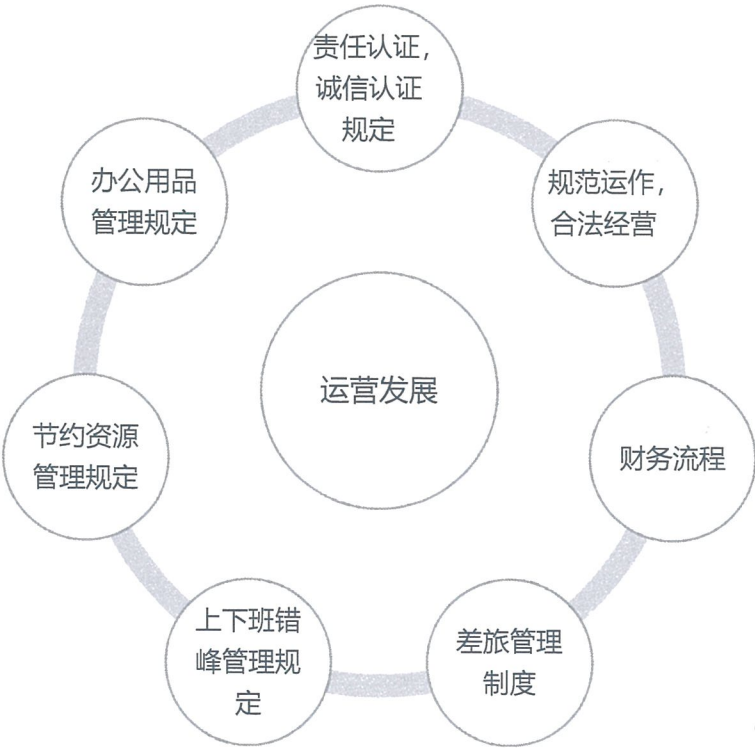 责任认证，
诚信认证
规定
规范运作，
合法经营
财务流程
差旅管理
制度
上下班错
峰管理规
定
节约资源
管理规定
办公用品
管理规定
运营发展